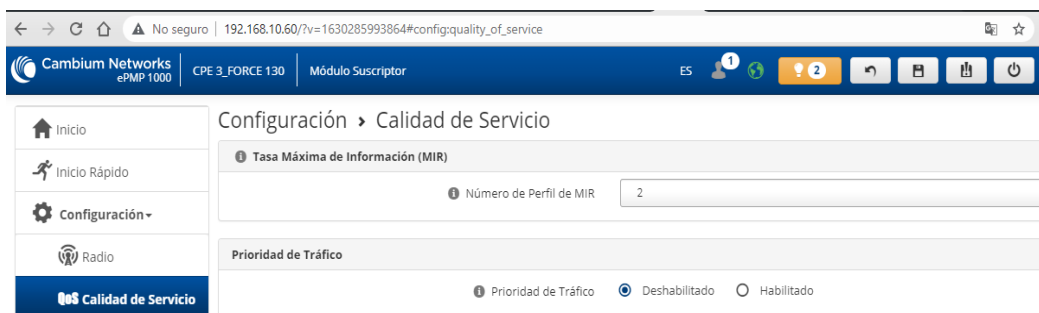 No seguro | 192.168.10.60/?v=1630285993864#config:quality_of_service
Cambium Networks
ePMP 1000
CPE 3_FORCE 130
Módulo Suscriptor
ES
1
2
Inicio
Configuración › Calidad de Servicio
Tasa Máxima de Información (MIR)
Inicio Rápido
Número de Perfil de MIR
2
Configuración
Radio
Prioridad de Tráfico
QoS Calidad de Servicio
Prioridad de Tráfico
Deshabilitado
Habilitado